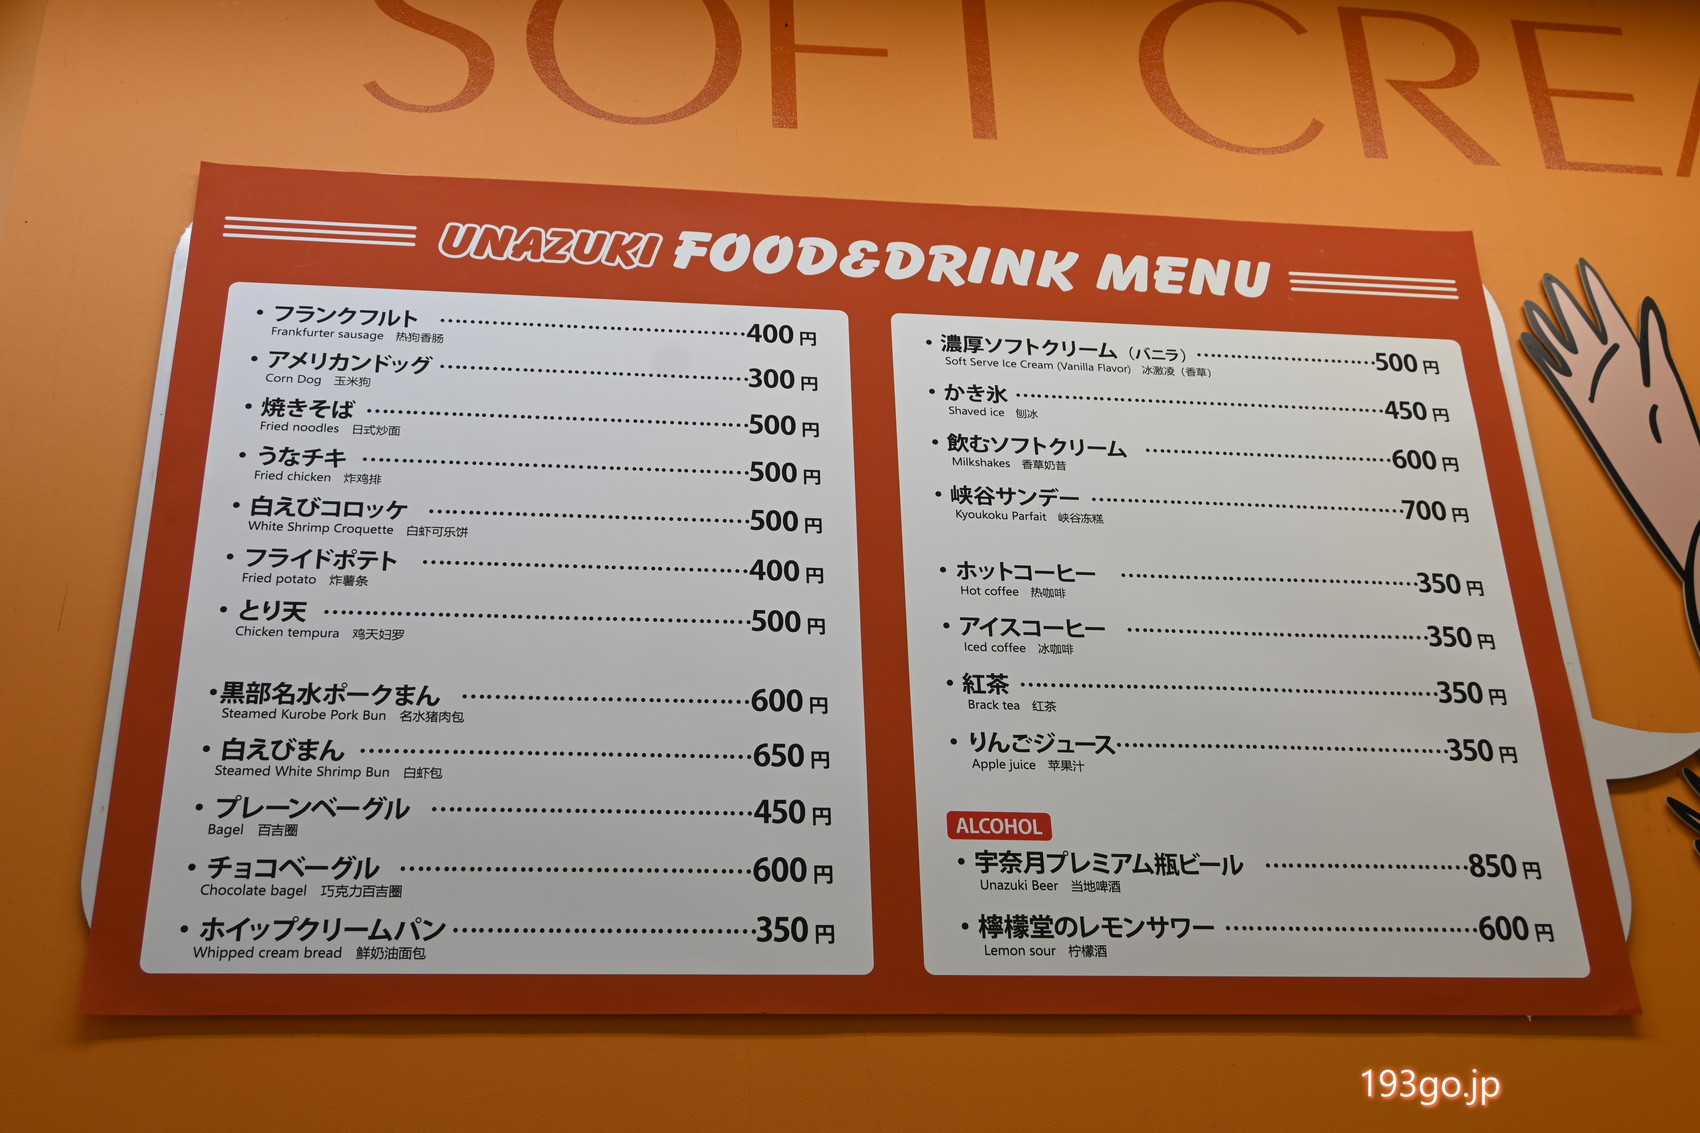 SOFT CREA
UNAZUKI FOOD&DRINK MENU
・フランクフルト 400円
Frankfurter sausage 热狗香肠
・アメリカンドッグ 300円
Corn Dog 玉米狗
・焼きそば 500円
Fried noodles 日式炒面
・うなチキ 500円
Fried chicken 炸鸡排
・白えびコロッケ 500円
White Shrimp Croquette 白虾可乐饼
・フライドポテト 400円
Fried potato 炸薯条
・とり天 500円
Chicken tempura 鸡天妇罗
・黒部名水ポークまん 600円
Steamed Kurobe Pork Bun 名水猪肉包
・白えびまん 650円
Steamed White Shrimp Bun 白虾包
・プレーンベーグル 450円
Bagel 百吉圈
・チョコベーグル 600円
Chocolate bagel 巧克力百吉圈
・ホイップクリームパン 350円
Whipped cream bread 鲜奶油面包
・濃厚ソフトクリーム（バニラ） 500円
Soft Serve Ice Cream (Vanilla Flavor) 冰激凌（香草）
・かき氷 450円
Shaved ice 刨冰
・飲むソフトクリーム 600円
Milkshakes 香草奶昔
・峡谷サンデー 700円
Kyoukoku Parfait 峡谷冻糕
・ホットコーヒー 350円
Hot coffee 热咖啡
・アイスコーヒー 350円
Iced coffee 冰咖啡
・紅茶 350円
Brack tea 红茶
・りんごジュース 350円
Apple juice 苹果汁
ALCOHOL
・宇奈月プレミアム瓶ビール 850円
Unazuki Beer 当地啤酒
・檸檬堂のレモンサワー 600円
Lemon sour 柠檬酒
193go.jp